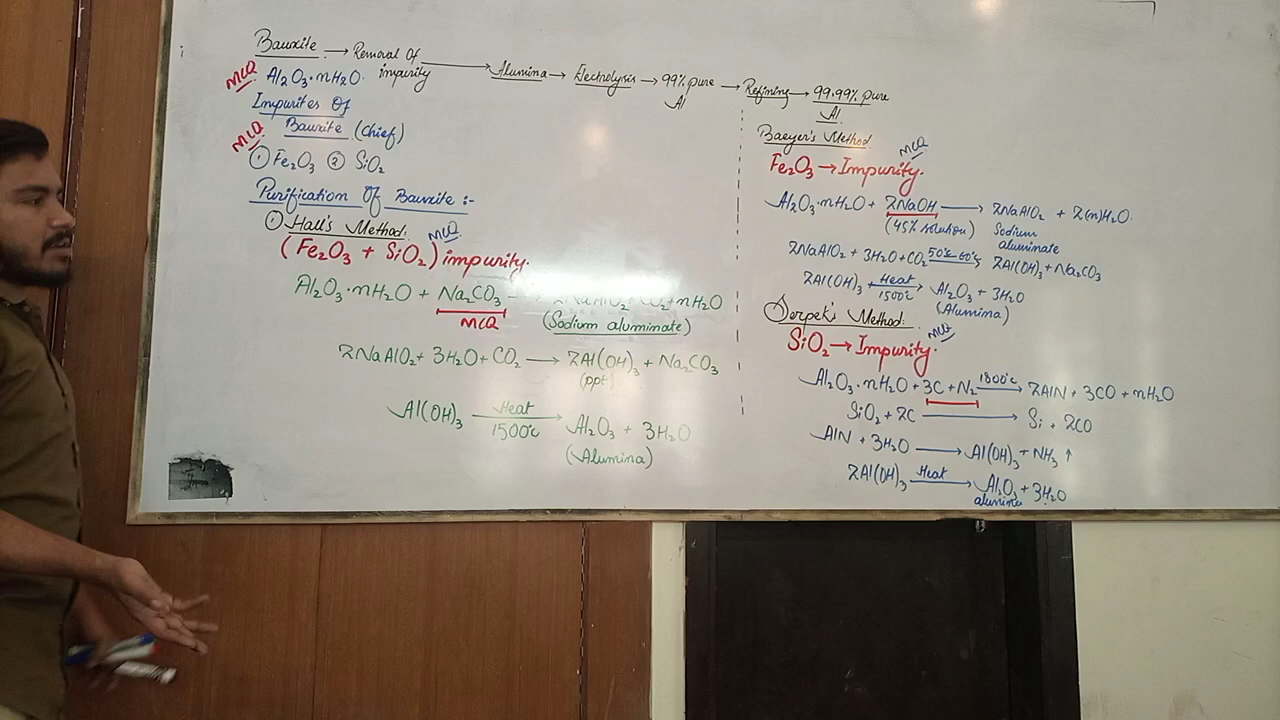 Bauxite → Removal Of impurity → Alumina → Electrolysis → 99% pure Al → Refining → 99.99% pure Al.
MCQ Al₂O₃·nH₂O.
Impurites Of
Bauxite (Chief)
MCQ ① Fe₂O₃ ② SiO₂
Purification Of Bauxite :-
① Hall's Method.
MCQ
(Fe₂O₃ + SiO₂) impurity.
Al₂O₃·nH₂O + Na₂CO₃ → 2NaAlO₂ + CO₂ + nH₂O
MCQ (Sodium aluminate)
2NaAlO₂ + 3H₂O + CO₂ → 2Al(OH)₃ + Na₂CO₃
(ppt)
Al(OH)₃ Heat 1500°c → Al₂O₃ + 3H₂O
(Alumina)
Baeyer's Method.
MCQ
Fe₂O₃ → Impurity.
Al₂O₃·nH₂O + 2NaOH → 2NaAlO₂ + 2(n)H₂O.
(45% solution) Sodium
aluminate
2NaAlO₂ + 3H₂O + CO₂ 50°c-60°c → 2Al(OH)₃ + Na₂CO₃
2Al(OH)₃ Heat 1500°c → Al₂O₃ + 3H₂O
(Alumina)
Serpek's Method.
MCQ
SiO₂ → Impurity.
Al₂O₃·nH₂O + 3C + N₂ 1800°c → 2AlN + 3CO + nH₂O
SiO₂ + 2C → Si + 2CO
AlN + 3H₂O → Al(OH)₃ + NH₃ ↑
2Al(OH)₃ Heat → Al₂O₃ + 3H₂O
alumina